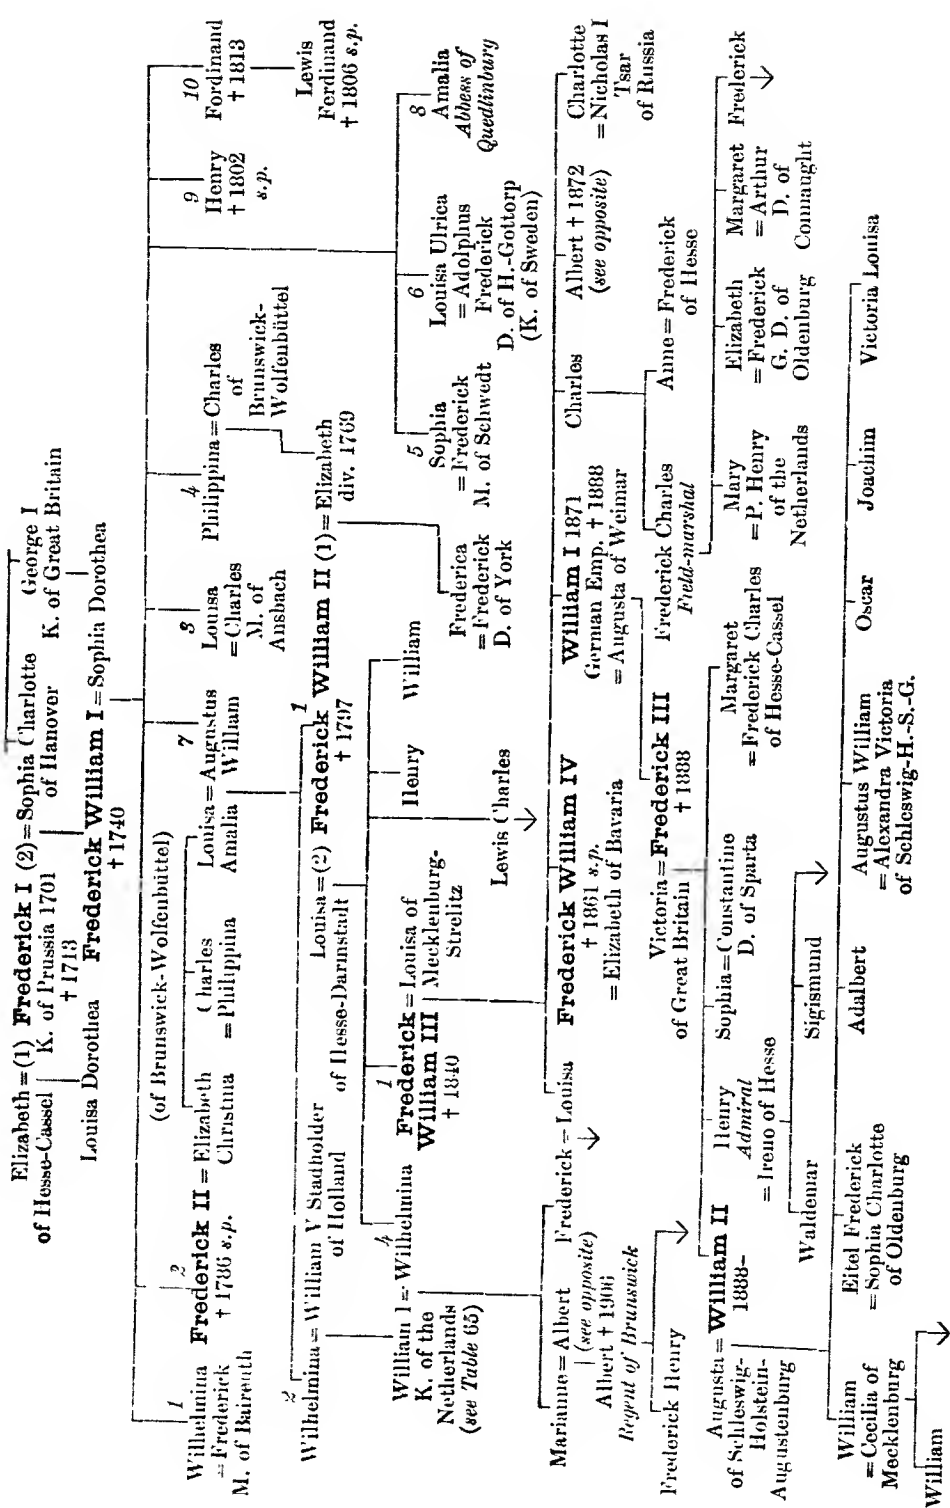 Elizabeth = (1) Frederick I (2) = Sophia Charlotte George I
of Hesse-Cassel K. of Prussia 1701 of Hanover K. of Great Britain
† 1713
Louisa Dorothea Frederick William I = Sophia Dorothea
† 1740
(of Brunswick-Wolfenbüttel)
1
Wilhelmina
= Frederick
M. of Baireuth
2
Frederick II = Elizabeth
† 1786 s.p. Christina
Charles
= Philippina
7
Louisa = Augustus
Amalia William
3
Louisa
= Charles
M. of
Ansbach
4
Philippina = Charles
of
Brunswick-
Wolfenbüttel
9
Henry
† 1802
s.p.
10
Ferdinand
† 1813
Lewis
Ferdinand
† 1806 s.p.
2
Wilhelmina = William V Stadholder
of Holland
1
Louisa = (2) Frederick William II (1) = Elizabeth
of Hesse-Darmstadt † 1797 div. 1769
5
Sophia
= Frederick
M. of Schwedt
6
Louisa Ulrica
= Adolphus
Frederick
D. of H.-Gottorp
(K. of Sweden)
8
Amalia
Abbess of
Quedlinburg
4
William I = Wilhelmina
K. of the
Netherlands
(see Table 65)
1
Frederick = Louisa of
William III Mecklenburg-
† 1840 Strelitz
Lewis Charles
Henry
William
Frederica
= Frederick
D. of York
Marianne = Albert
(see opposite)
Albert † 1906
Regent of Brunswick
Frederick = Louisa
Frederick William IV
† 1861 s.p.
= Elizabeth of Bavaria
William I 1871
German Emp. † 1888
= Augusta of Weimar
Charles
Albert † 1872
(see opposite)
Charlotte
= Nicholas I
Tsar
of Russia
Frederick Henry
Victoria = Frederick III
of Great Britain † 1888
Frederick Charles
Field-marshal
Anne = Frederick
of Hesse
Augusta = William II
of Schleswig- 1888-
Holstein-
Augustenburg
Henry
Admiral
= Irene of Hesse
Sophia = Constantine
D. of Sparta
Margaret
= Frederick Charles
of Hesse-Cassel
Mary
= P. Henry
of the
Netherlands
Elizabeth
= Frederick
G. D. of
Oldenburg
Margaret
= Arthur
D. of
Connaught
Frederick
Waldemar
Sigismund
William
= Cecilia of
Mecklenburg
Eitel Frederick
= Sophia Charlotte
of Oldenburg
Adalbert
Augustus William
= Alexandra Victoria
of Schleswig-H.-S.-G.
Oscar
Joachim
Victoria Louisa
William